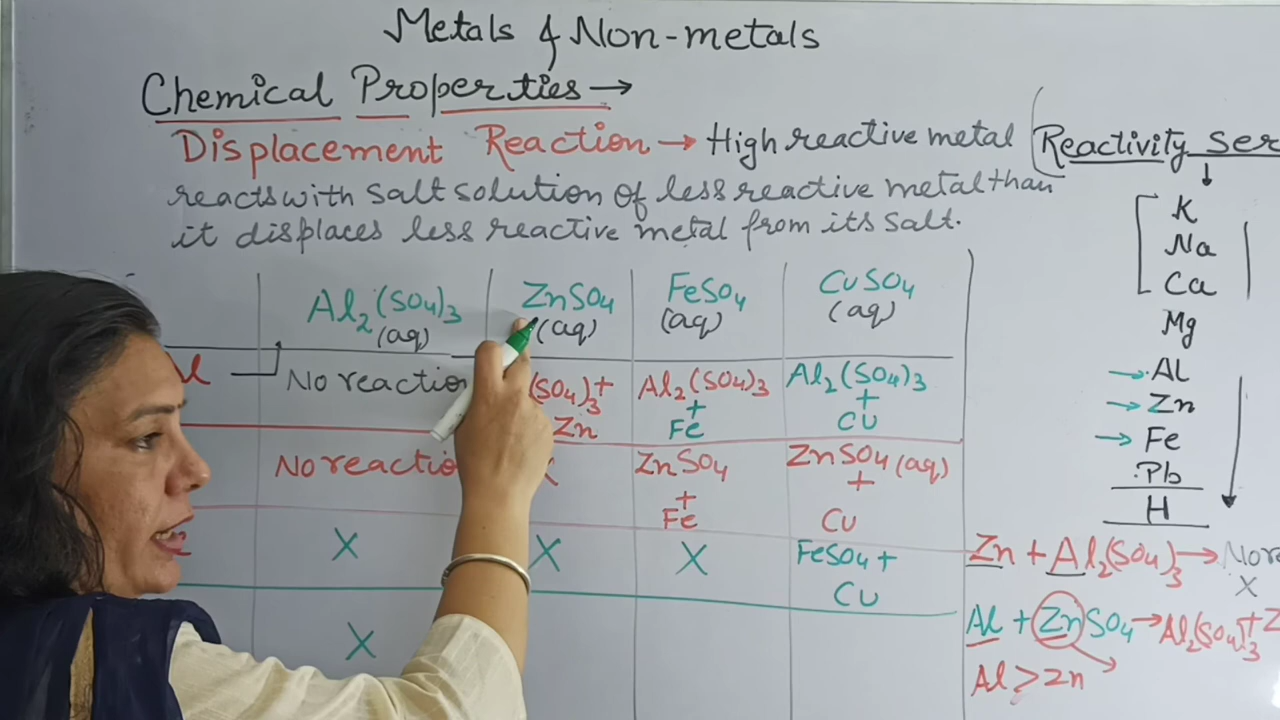 Metals & Non-metals
Chemical Properties →
Displacement Reaction → High reactive metal
reacts with salt solution of less reactive metal than
it displaces less reactive metal from its salt.
Al2(SO4)3 (aq)
ZnSO4 (aq)
FeSO4 (aq)
CuSO4 (aq)
No reaction
(SO4)3 + Zn
Al2(SO4)3 + Fe
Al2(SO4)3 + Cu
No reaction
ZnSO4 + Fe
ZnSO4 (aq) + Cu
X
X
X
FeSO4 + Cu
X
Reactivity Ser
↓
K
Na
Ca
Mg
→ Al
→ Zn
→ Fe
Pb
H
Zn + Al2(SO4)3 → No re
X
Al + ZnSO4 → Al2(SO4)3 + Z
Al > Zn